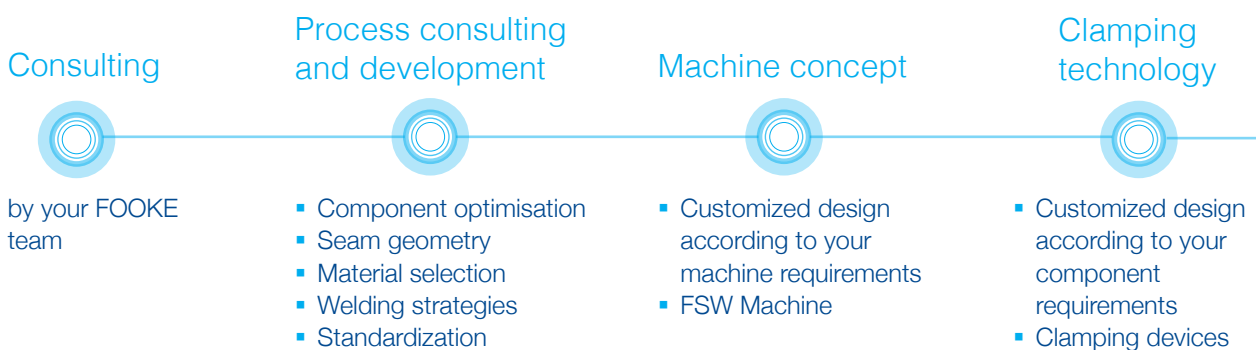 Consulting
by your FOOKE
team
Process consulting
and development
▪ Component optimisation
▪ Seam geometry
▪ Material selection
▪ Welding strategies
▪ Standardization
Machine concept
▪ Customized design
according to your
machine requirements
▪ FSW Machine
Clamping
technology
▪ Customized design
according to your
component
requirements
▪ Clamping devices